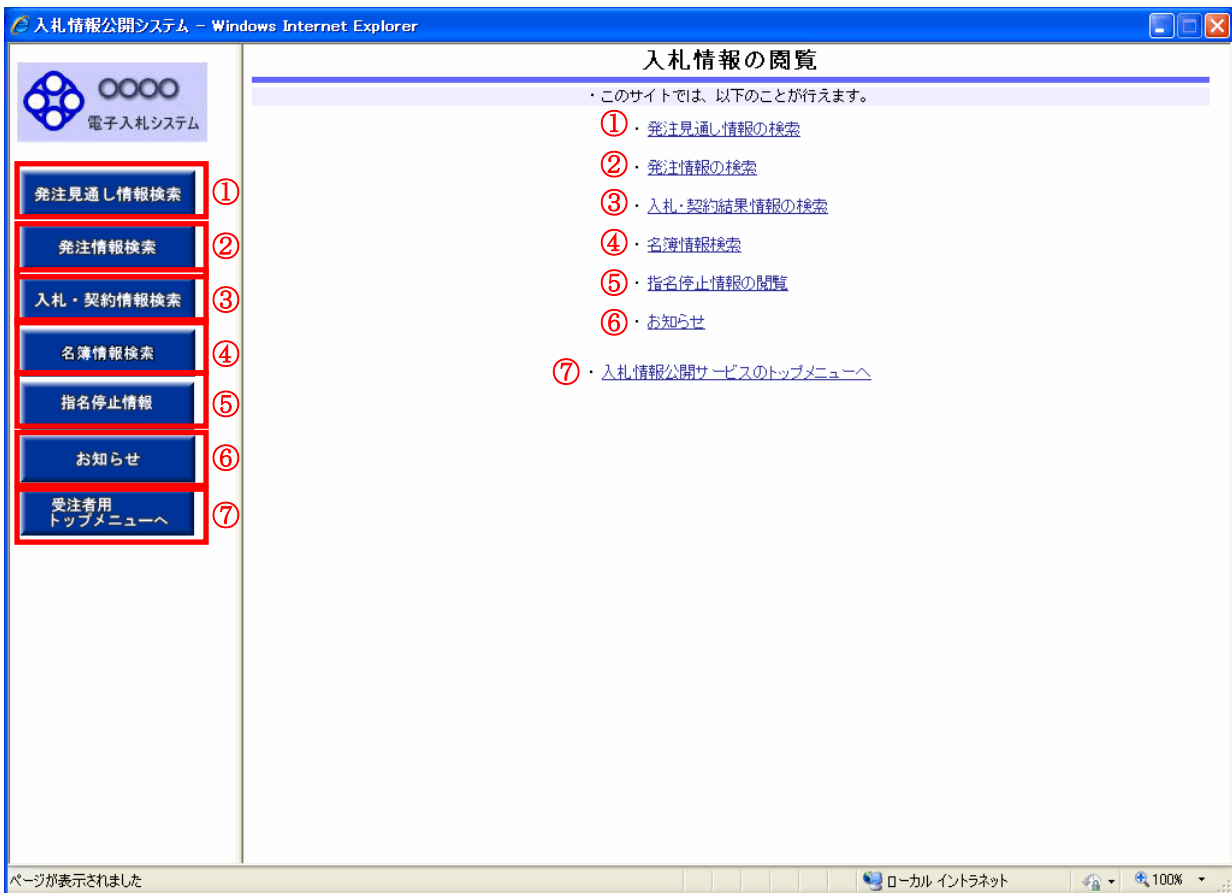 入札情報公開システム - Windows Internet Explorer
○○○○
電子入札システム
発注見通し情報検索 ①
発注情報検索 ②
入札・契約情報検索 ③
名簿情報検索 ④
指名停止情報 ⑤
お知らせ ⑥
受注者用
トップメニューへ ⑦
入札情報の閲覧
・このサイトでは、以下のことが行えます。
①・発注見通し情報の検索
②・発注情報の検索
③・入札・契約結果情報の検索
④・名簿情報検索
⑤・指名停止情報の閲覧
⑥・お知らせ
⑦・入札情報公開サービスのトップメニューへ
ページが表示されました
ローカル イントラネット
100%